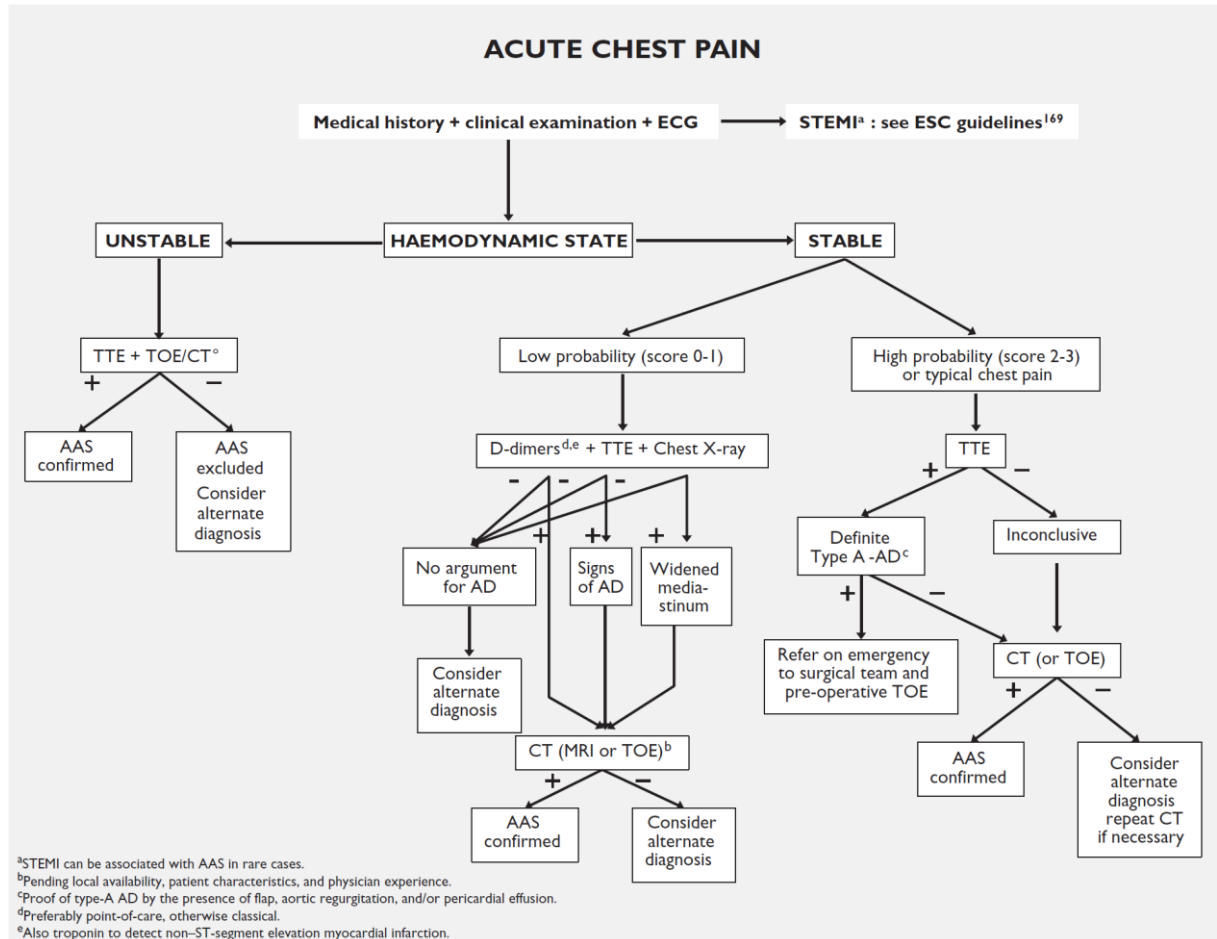 ACUTE CHEST PAIN
Medical history + clinical examination + ECG
STEMIᵃ : see ESC guidelines¹⁶⁹
UNSTABLE
HAEMODYNAMIC STATE
STABLE
TTE + TOE/CT°
+
–
AAS
confirmed
AAS
excluded
Consider
alternate
diagnosis
Low probability (score 0-1)
D-dimersᵈ,ᵉ + TTE + Chest X-ray
-
-
-
+
+
+
No argument
for AD
Signs
of AD
Widened
media-
stinum
Consider
alternate
diagnosis
CT (MRI or TOE)ᵇ
+
–
AAS
confirmed
Consider
alternate
diagnosis
High probability (score 2-3)
or typical chest pain
TTE
+
–
Definite
Type A -ADᶜ
Inconclusive
+
–
Refer on emergency
to surgical team and
pre-operative TOE
CT (or TOE)
+
–
AAS
confirmed
Consider
alternate
diagnosis
repeat CT
if necessary
ᵃSTEMI can be associated with AAS in rare cases.
ᵇPending local availability, patient characteristics, and physician experience.
ᶜProof of type-A AD by the presence of flap, aortic regurgitation, and/or pericardial effusion.
ᵈPreferably point-of-care, otherwise classical.
ᵉAlso troponin to detect non–ST-segment elevation myocardial infarction.